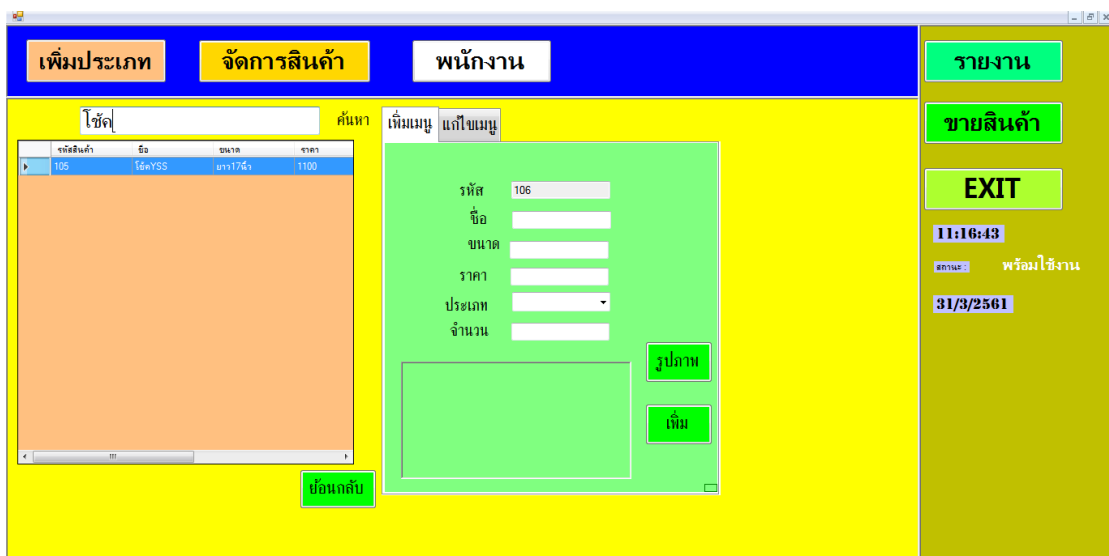 เพิ่มประเภท จัดการสินค้า พนักงาน รายงาน
โช้ค ค้นหา เพิ่มเมนู แก้ไขเมนู ขายสินค้า
รหัสสินค้า ชื่อ ขนาด ราคา
105 โช้คYSS ยาว17นิ้ว 1100
รหัส 106 EXIT
ชื่อ
ขนาด 11:16:43
ราคา สถานะ : พร้อมใช้งาน
ประเภท 31/3/2561
จำนวน
รูปภาพ
เพิ่ม
ย้อนกลับ